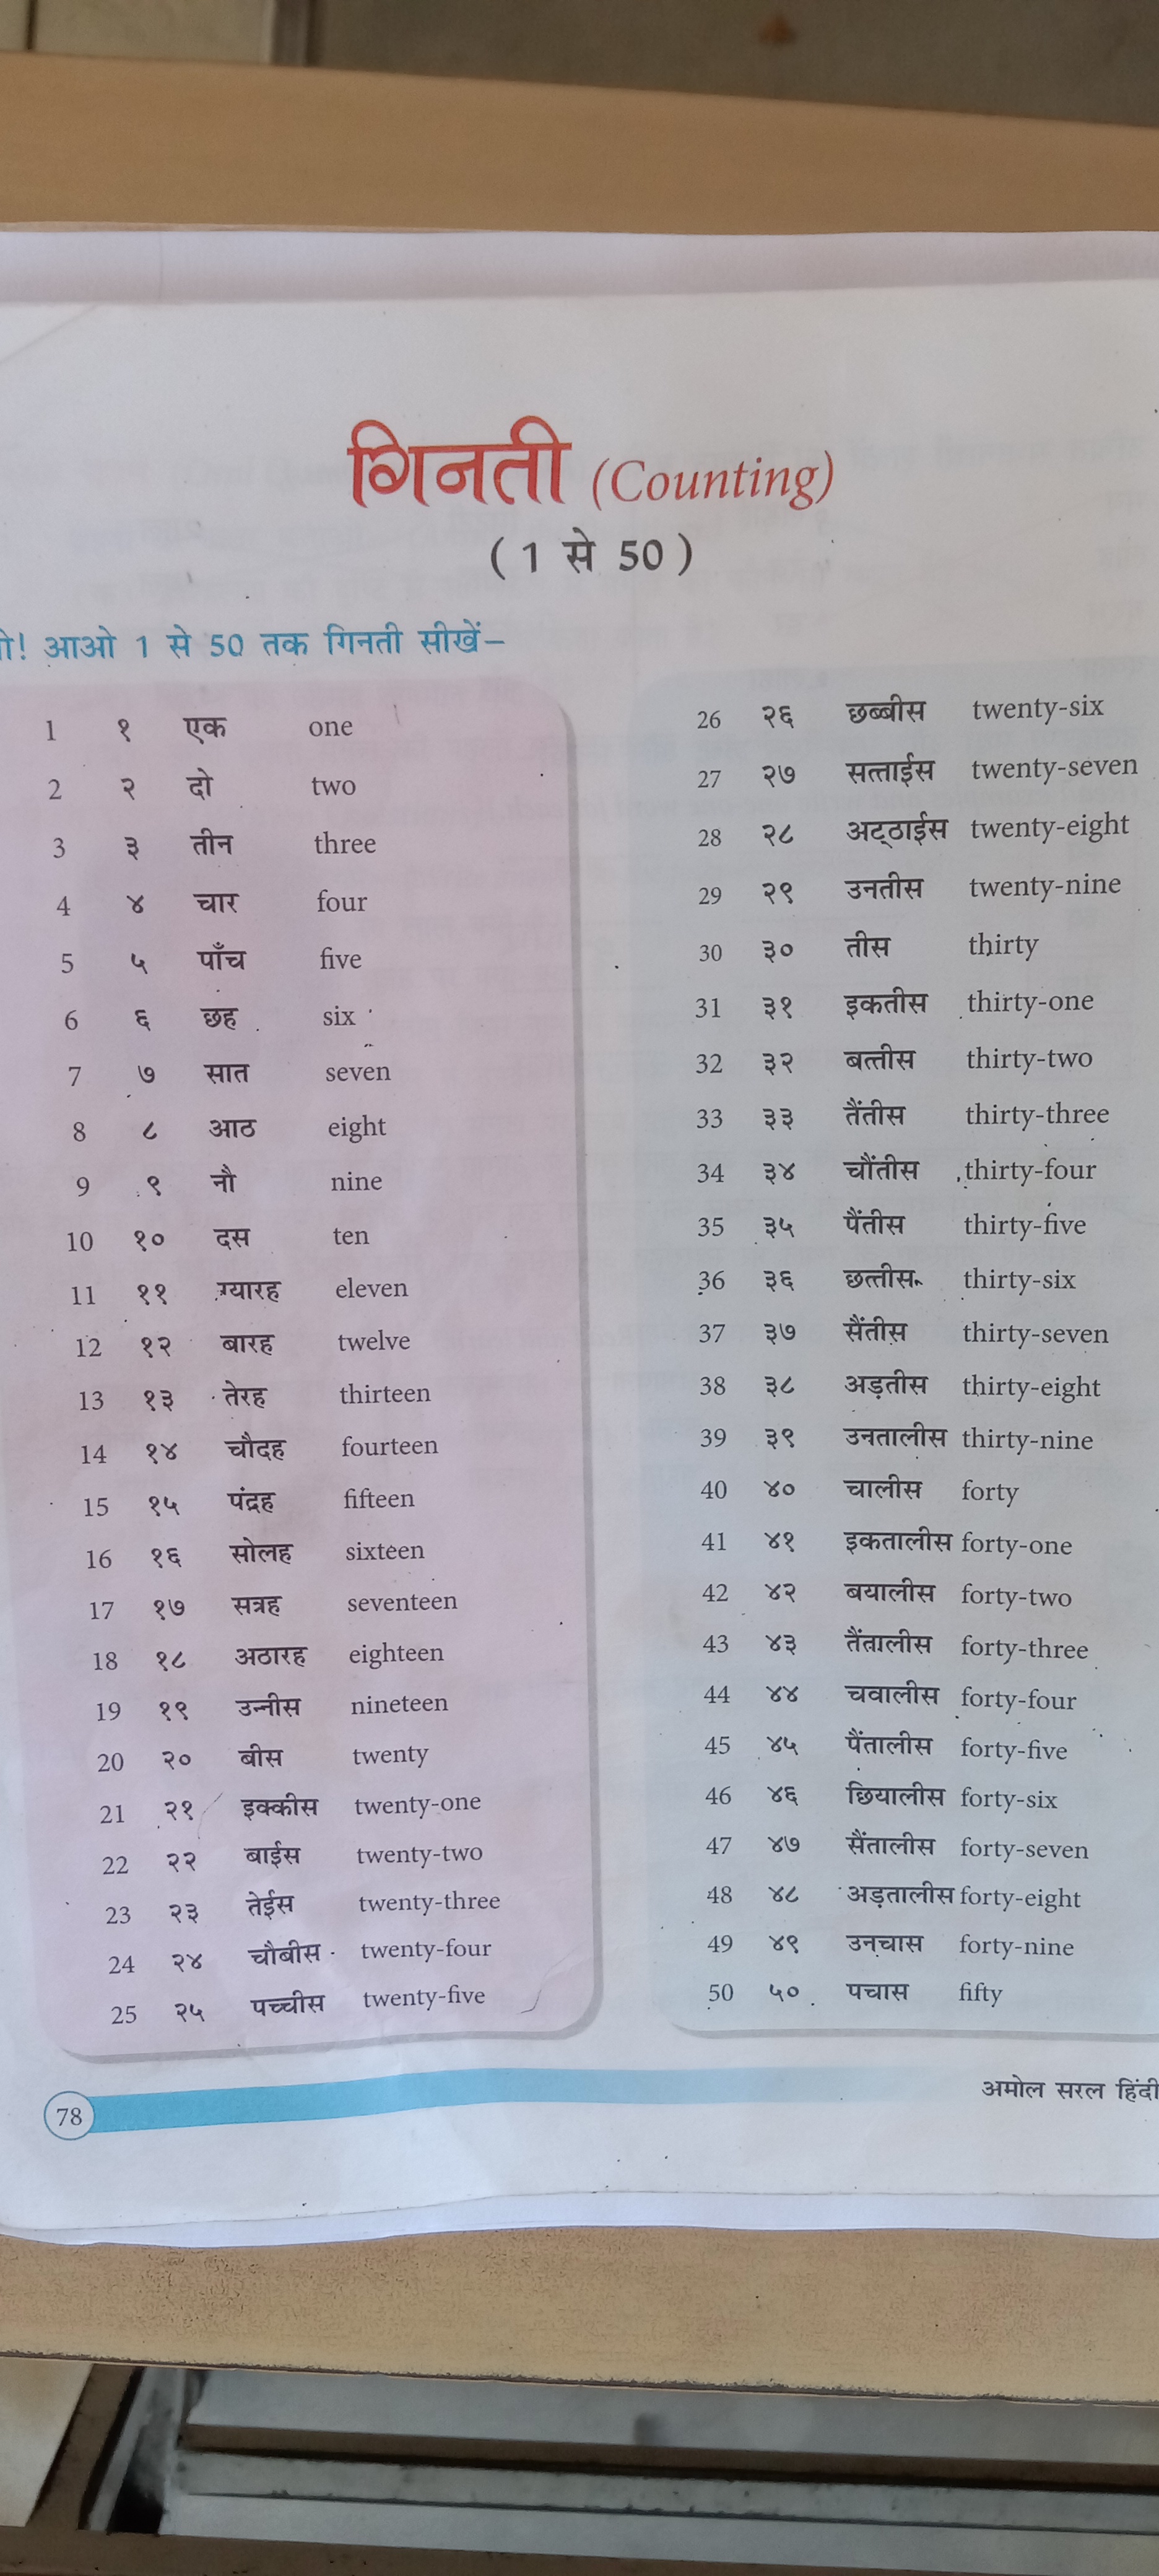 गिनती (Counting)
( 1 से 50 )
! आओ 1 से 50 तक गिनती सीखें–
1 १ एक one
2 २ दो two
3 ३ तीन three
4 ४ चार four
5 ५ पाँच five
6 ६ छह six
7 ७ सात seven
8 ८ आठ eight
9 ९ नौ nine
10 १० दस ten
11 ११ ग्यारह eleven
12 १२ बारह twelve
13 १३ तेरह thirteen
14 १४ चौदह fourteen
15 १५ पंद्रह fifteen
16 १६ सोलह sixteen
17 १७ सत्रह seventeen
18 १८ अठारह eighteen
19 १९ उन्नीस nineteen
20 २० बीस twenty
21 २१ इक्कीस twenty-one
22 २२ बाईस twenty-two
23 २३ तेईस twenty-three
24 २४ चौबीस twenty-four
25 २५ पच्चीस twenty-five
26 २६ छब्बीस twenty-six
27 २७ सत्ताईस twenty-seven
28 २८ अट्ठाईस twenty-eight
29 २९ उनतीस twenty-nine
30 ३० तीस thirty
31 ३१ इकतीस thirty-one
32 ३२ बत्तीस thirty-two
33 ३३ तैंतीस thirty-three
34 ३४ चौंतीस thirty-four
35 ३५ पैंतीस thirty-five
36 ३६ छत्तीस thirty-six
37 ३७ सैंतीस thirty-seven
38 ३८ अड़तीस thirty-eight
39 ३९ उनतालीस thirty-nine
40 ४० चालीस forty
41 ४१ इकतालीस forty-one
42 ४२ बयालीस forty-two
43 ४३ तैंतालीस forty-three
44 ४४ चवालीस forty-four
45 ४५ पैंतालीस forty-five
46 ४६ छियालीस forty-six
47 ४७ सैंतालीस forty-seven
48 ४८ अड़तालीस forty-eight
49 ४९ उनचास forty-nine
50 ५० पचास fifty
78
अमोल सरल हिंदी